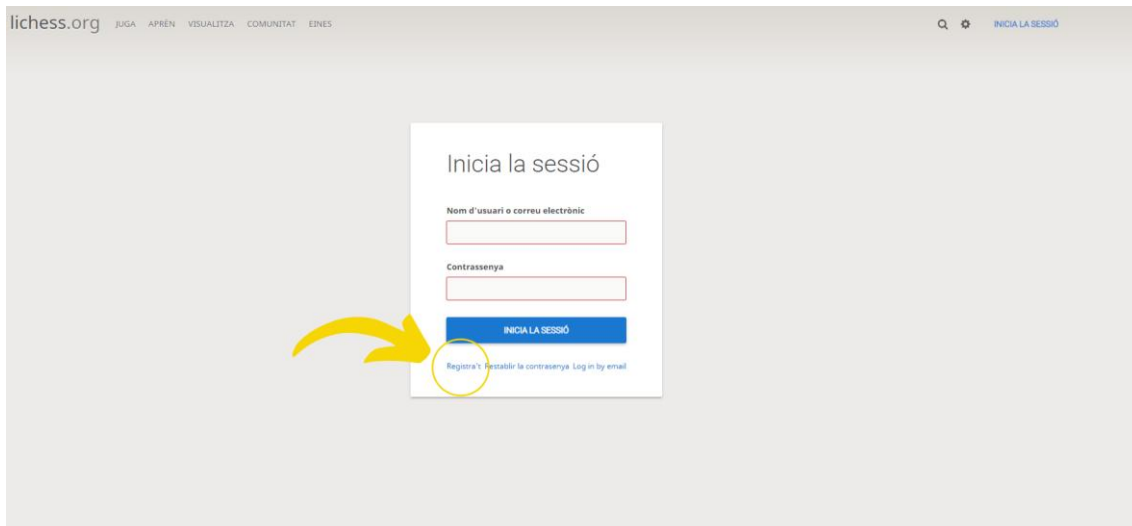 lichess.org JUGA APRÈN VISUALITZA COMUNITAT EINES INICIA LA SESSIÓ
Inicia la sessió
Nom d'usuari o correu electrònic
Contrassenya
INICIA LA SESSIÓ
Registra't Restablir la contrasenya Log in by email